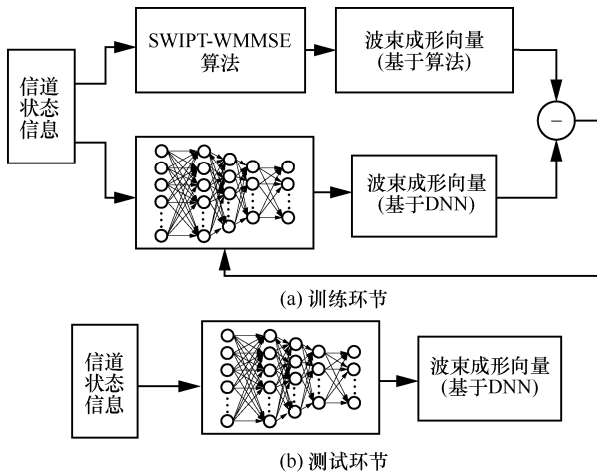 信道
状态
信息
SWIPT-WMMSE
算法
波束成形向量
(基于算法)
−
波束成形向量
(基于DNN)
(a) 训练环节
信道
状态
信息
波束成形向量
(基于DNN)
(b) 测试环节